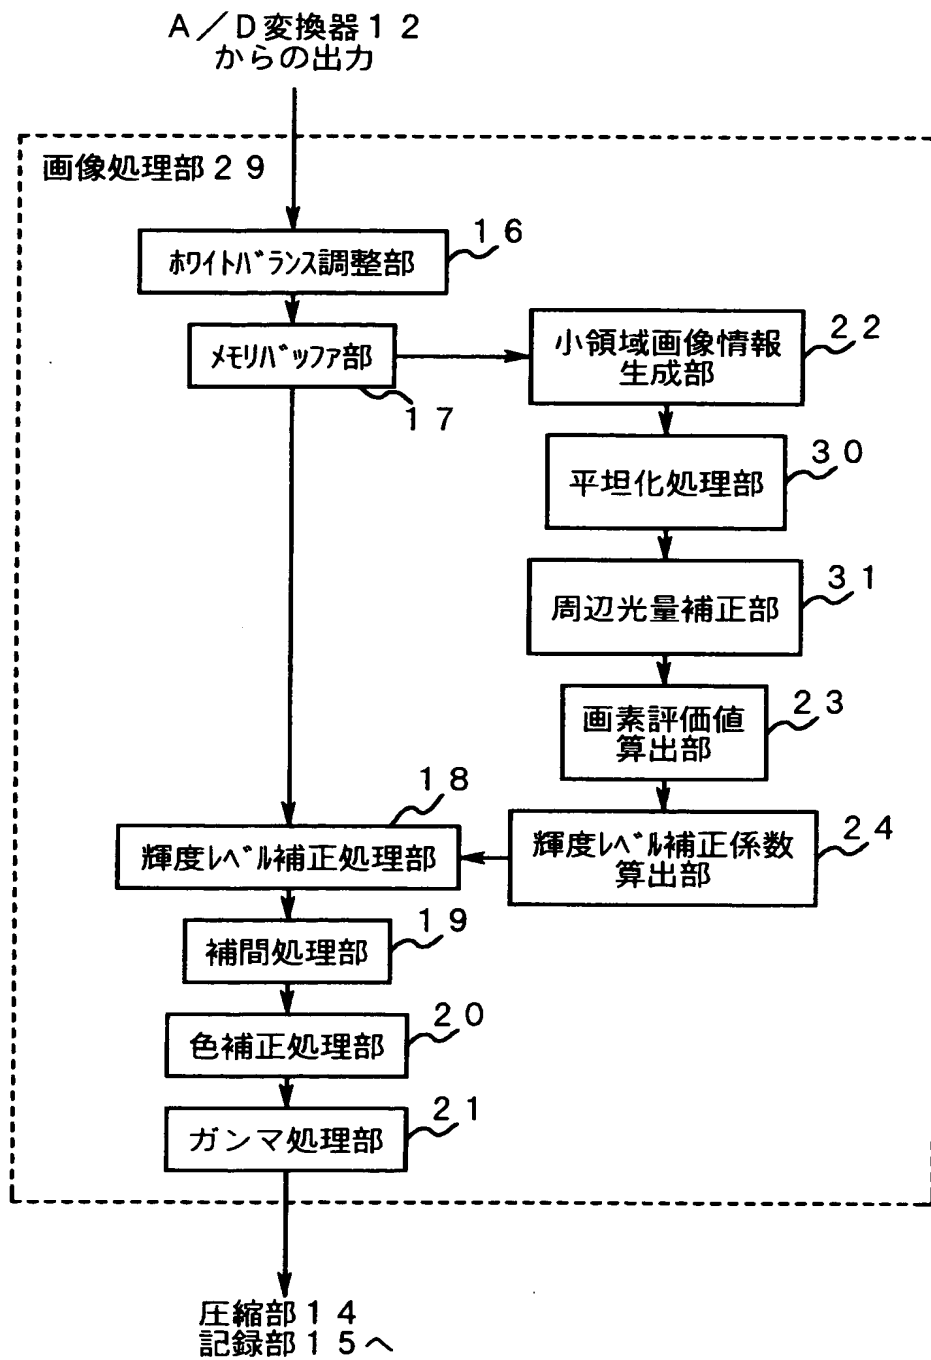 A／D変換器１２
からの出力
画像処理部２９
ﾎﾜｲﾄﾊﾞﾗﾝｽ調整部
１６
ﾒﾓﾘﾊﾞｯﾌｧ部
１７
小領域画像情報
生成部
２２
平坦化処理部
３０
周辺光量補正部
３１
画素評価値
算出部
２３
輝度ﾚﾍﾞﾙ補正処理部
１８
輝度ﾚﾍﾞﾙ補正係数
算出部
２４
補間処理部
１９
色補正処理部
２０
ガンマ処理部
２１
圧縮部１４
記録部１５へ